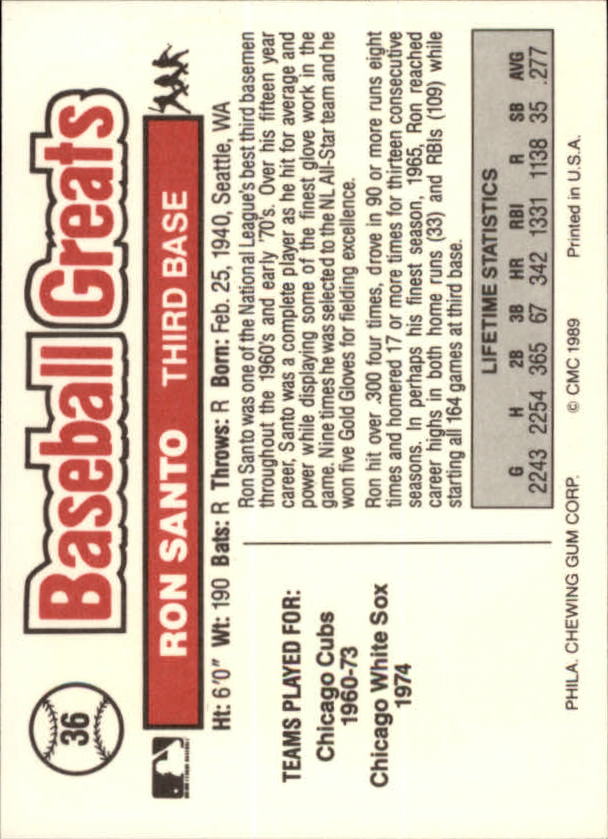 36
Baseball Greats
RON SANTO THIRD BASE
Ht: 6'0" Wt: 190 Bats: R Throws: R Born: Feb. 25, 1940, Seattle, WA
TEAMS PLAYED FOR:
Chicago Cubs
1960-73
Chicago White Sox
1974
Ron Santo was one of the National League's best third basemen
throughout the 1960's and early '70's. Over his fifteen year
career, Santo was a complete player as he hit for average and
power while displaying some of the finest glove work in the
game. Nine times he was selected to the NL All-Star team and he
won five Gold Gloves for fielding excellence.
Ron hit over .300 four times, drove in 90 or more runs eight
times and homered 17 or more times for thirteen consecutive
seasons. In perhaps his finest season, 1965, Ron reached
career highs in both home runs (33) and RBIs (109) while
starting all 164 games at third base.
LIFETIME STATISTICS
G H 2B 3B HR RBI R SB AVG
2243 2254 365 67 342 1331 1138 35 .277
PHILA. CHEWING GUM CORP. © CMC 1989 Printed in U.S.A.